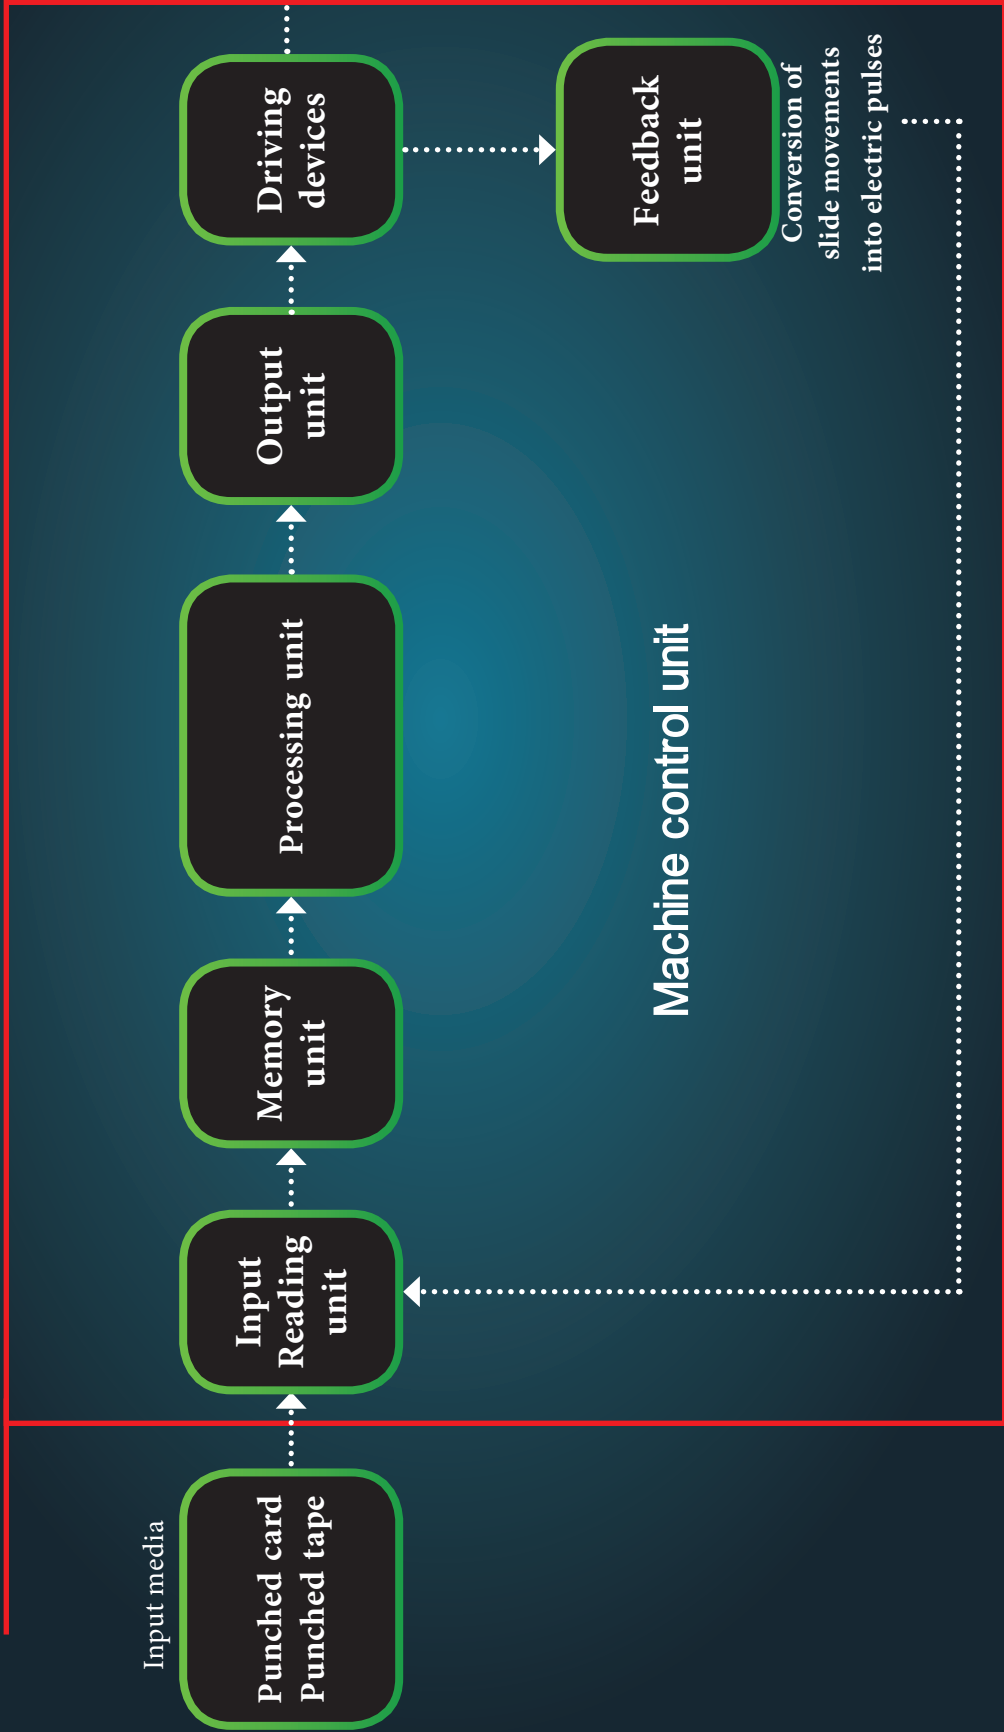 Input media
Punched card
Punched tape
Input
Reading
unit
Memory
unit
Processing unit
Output
unit
Driving
devices
Feedback
unit
Conversion of
slide movements
into electric pulses
Machine control unit